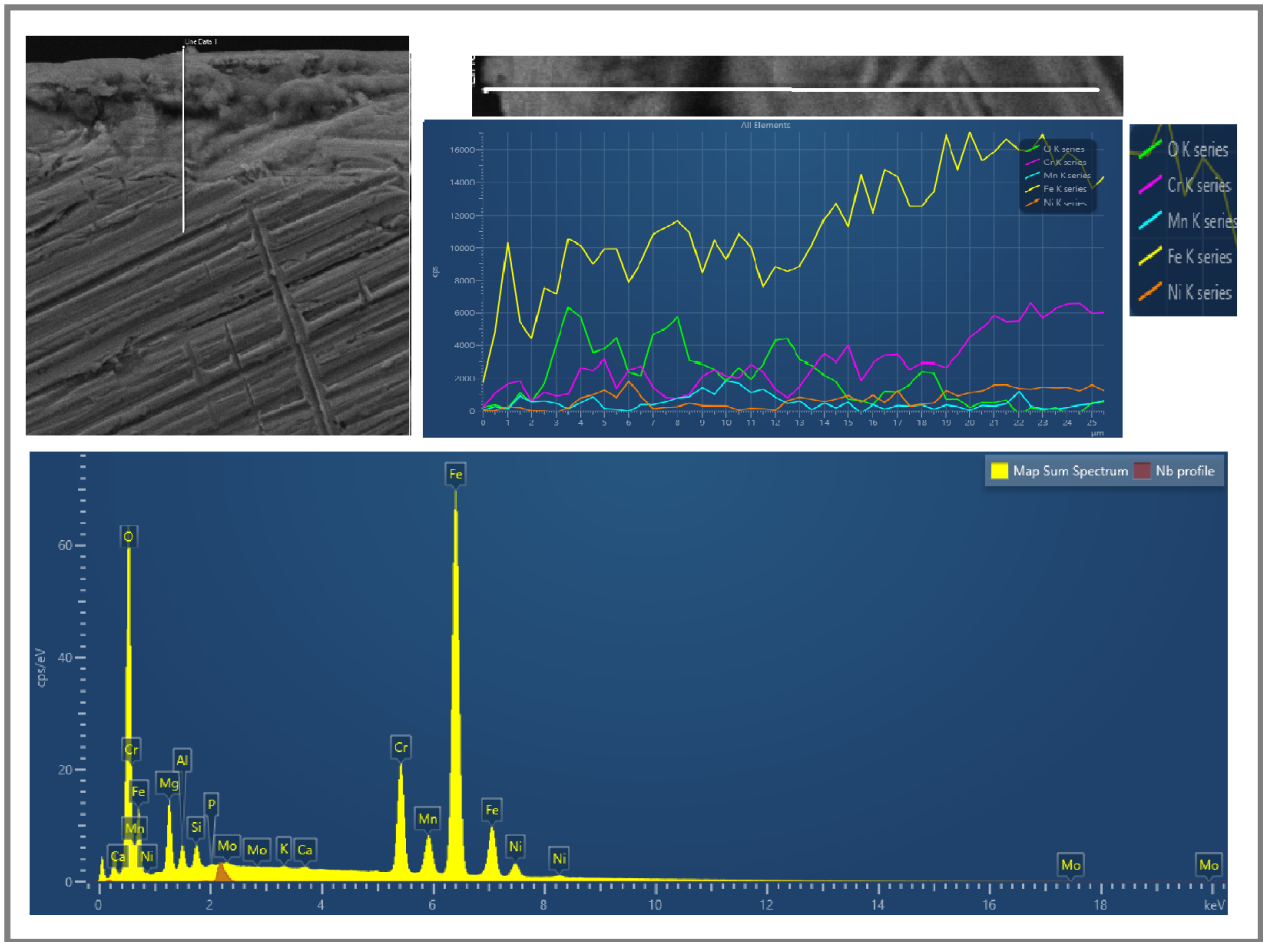 Line Data 1
All Elements
16000
14000
12000
10000
8000
6000
4000
2000
0
cps
0 1 2 3 4 5 6 7 8 9 10 11 12 13 14 15 16 17 18 19 20 21 22 23 24 25
µm
O K series
Cr K series
Mn K series
Fe K series
Ni K series
O K series
Cr K series
Mn K series
Fe K series
Ni K series
Map Sum Spectrum Nb profile
cps/eV
60
40
20
0
O
Cr
Fe
Mn
Ca
Ni
Mg
Al
Si
P
Mo
Mo
K
Ca
Cr
Mn
Fe
Fe
Ni
Ni
Mo
Mo
0 2 4 6 8 10 12 14 16 18 keV